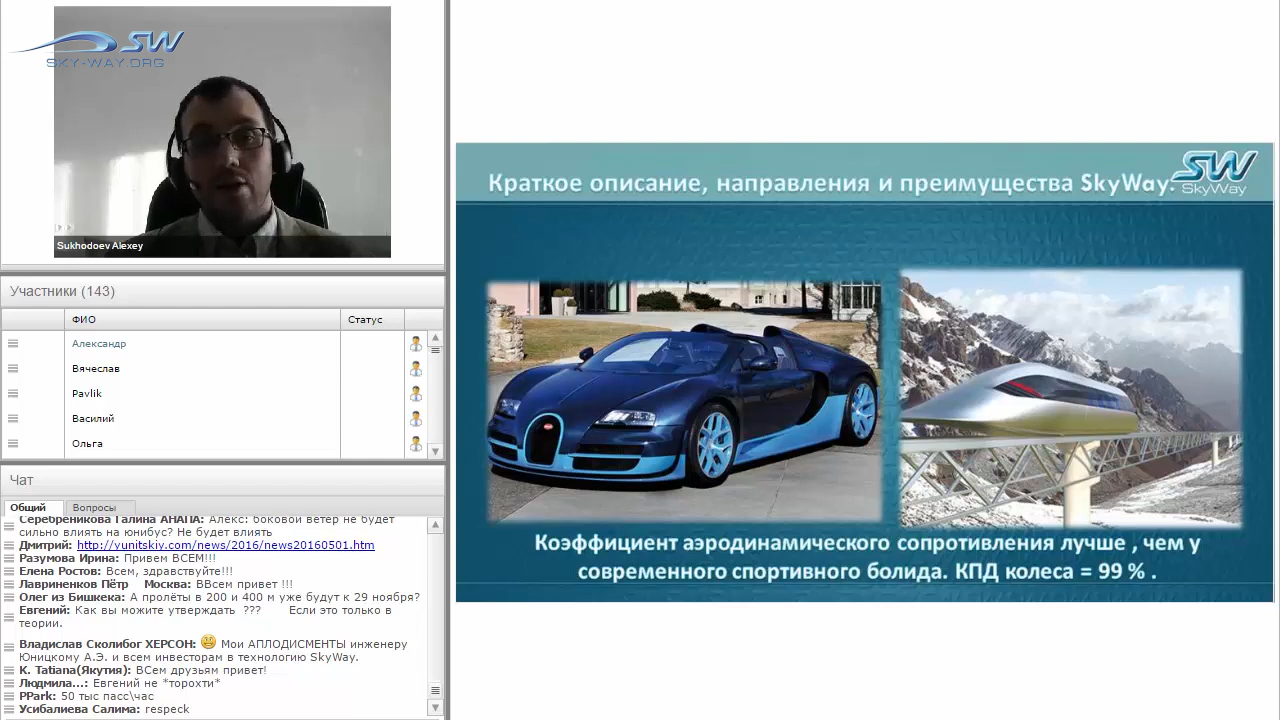 SW
SKY-WAY.ORG
Sukhodoev Alexey
Участники (143)
ФИО
Статус
Александр
Вячеслав
Pavlik
Василий
Ольга
Чат
Общий
Вопросы
Серебреникова Галина АНАПА: Алекс: боковой ветер не будет
сильно влиять на юнибус? Не будет влиять
Дмитрий: http://yunitskiy.com/news/2016/news20160501.htm
Разумова Ирина: Привем ВСЕМ!!!
Елена Ростов: Всем, здравствуйте!!!
Лавриненков Пётр Москва: ВВсем привет !!!
Олег из Бишкека: А пролёты в 200 и 400 м уже будут к 29 ноября?
Евгений: Как вы можите утверждать ??? Если это только в
теории.
Владислав Сколибог ХЕРСОН: Мои АПЛОДИСМЕНТЫ инженеру
Юницкому А.Э. и всем инвесторам в технологию SkyWay.
K. Tatiana(Якутия): ВСем друзьям привет!
Людмила...: Евгений не *торохти*
PPark: 50 тыс пасс\час
Усибалиева Салима: respeck
Краткое описание, направления и преимущества SkyWay.
SW
SkyWay
Коэффициент аэродинамического сопротивления лучше , чем у
современного спортивного болида. КПД колеса = 99 % .